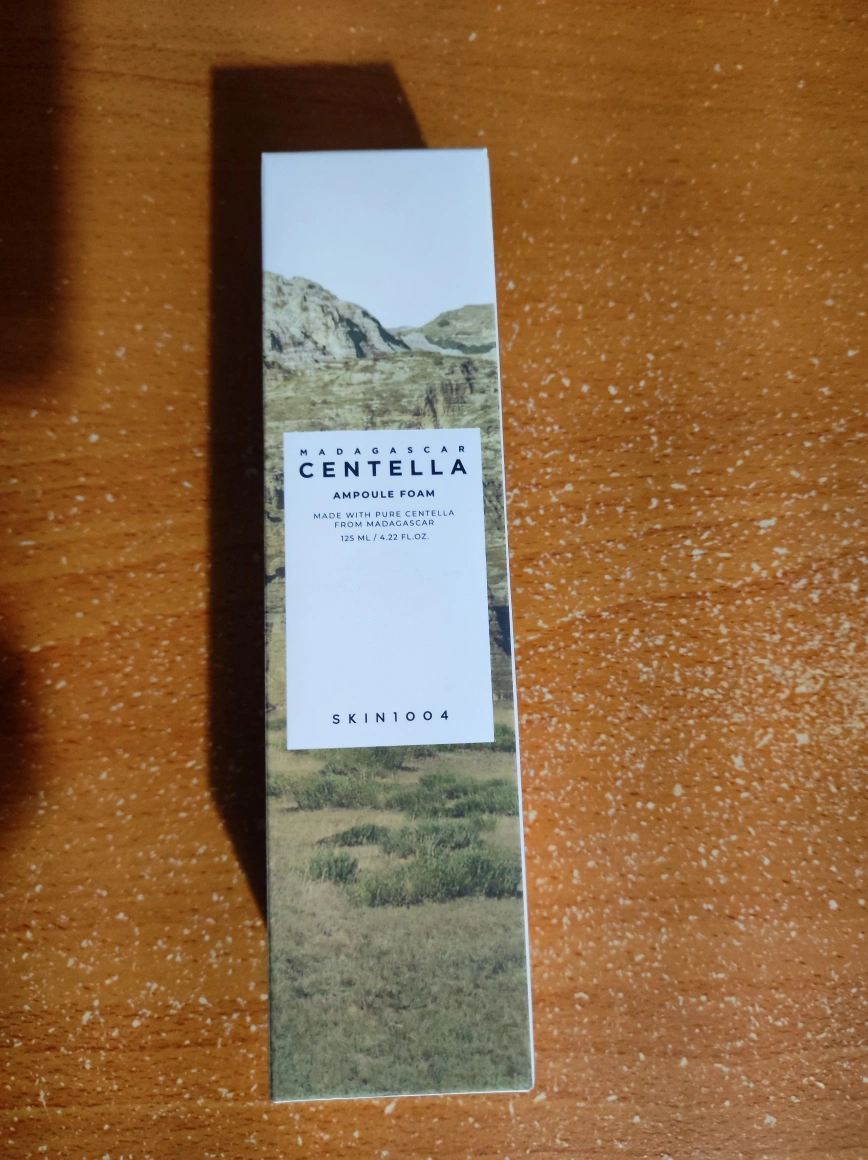 MADAGASCAR
CENTELLA
AMPOULE FOAM
MADE WITH PURE CENTELLA
FROM MADAGASCAR
125 ML / 4.22 FL.OZ.
SKIN1004